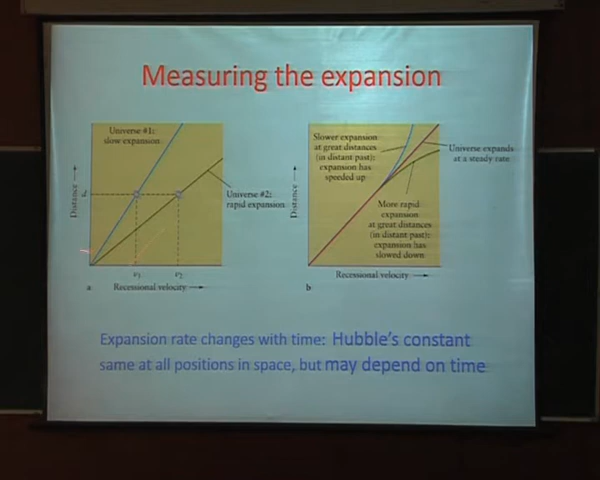 Measuring the expansion
Universe #1:
slow expansion
Universe #2:
rapid expansion
Distance
d
v₁
v₂
a
Recessional velocity
Slower expansion
at great distances
(in distant past):
expansion has
speeded up
Universe expands
at a steady rate
More rapid
expansion
at great distances
(in distant past):
expansion has
slowed down
Distance
Recessional velocity
b
Expansion rate changes with time: Hubble's constant
same at all positions in space, but may depend on time